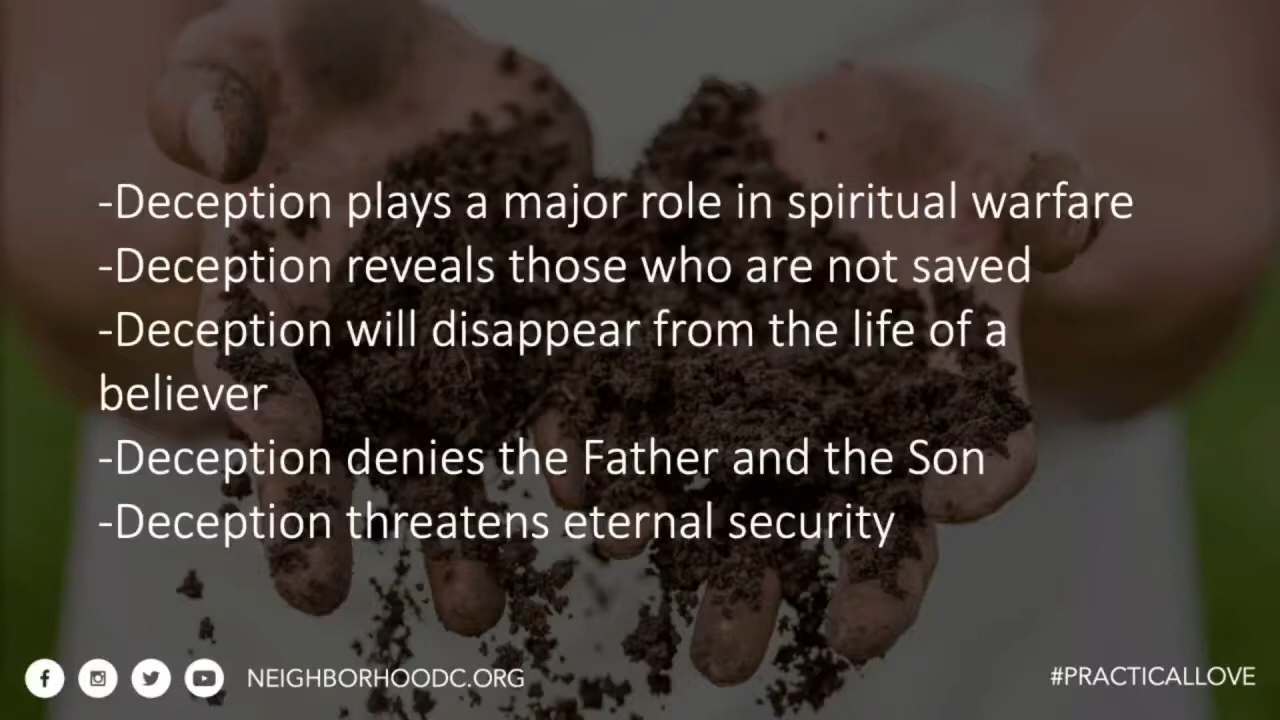 -Deception plays a major role in spiritual warfare
-Deception reveals those who are not saved
-Deception will disappear from the life of a
believer
-Deception denies the Father and the Son
-Deception threatens eternal security
NEIGHBORHOODC.ORG
#PRACTICALLOVE